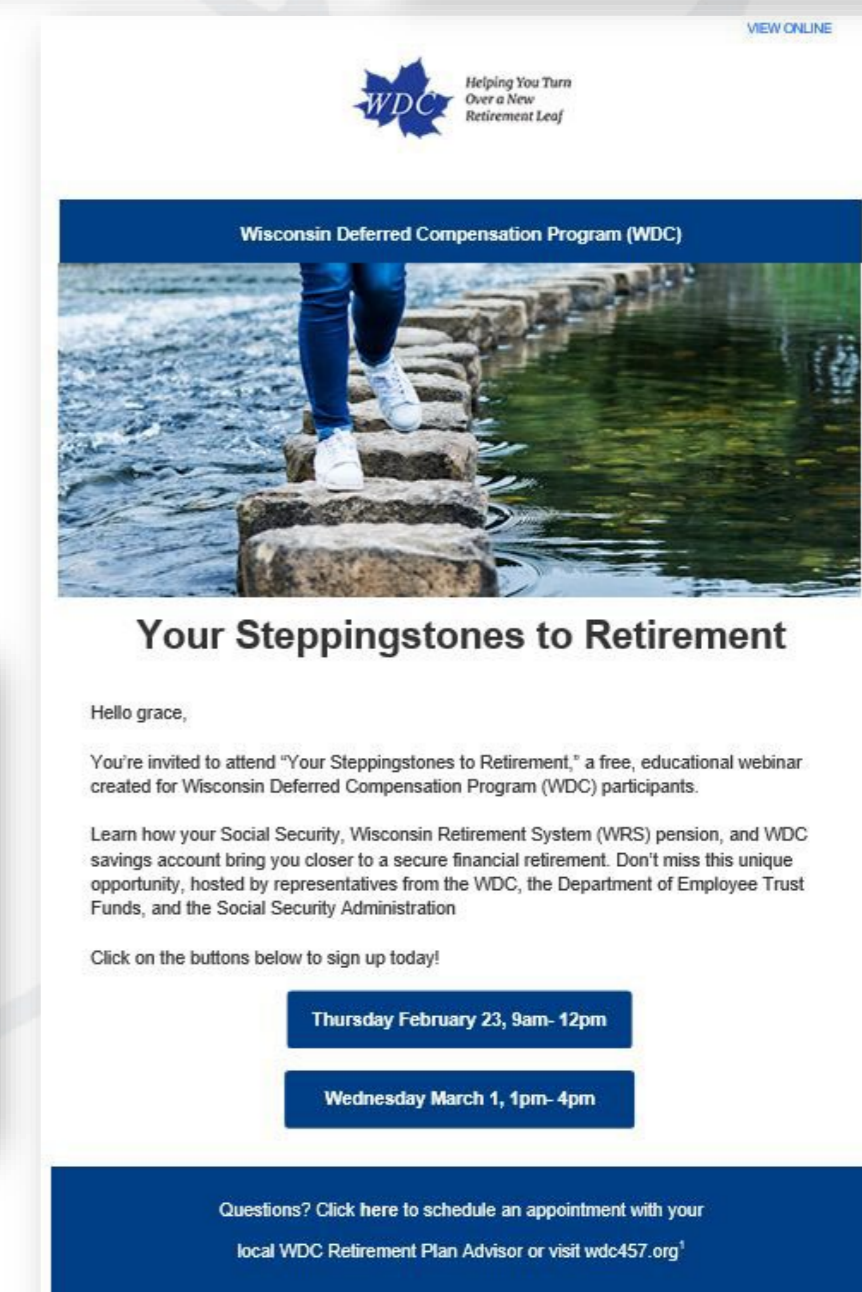 VIEW ONLINE
WDC
Helping You Turn
Over a New
Retirement Leaf
Wisconsin Deferred Compensation Program (WDC)
Your Steppingstones to Retirement
Hello grace,
You're invited to attend “Your Steppingstones to Retirement,” a free, educational webinar
created for Wisconsin Deferred Compensation Program (WDC) participants.
Learn how your Social Security, Wisconsin Retirement System (WRS) pension, and WDC
savings account bring you closer to a secure financial retirement. Don't miss this unique
opportunity, hosted by representatives from the WDC, the Department of Employee Trust
Funds, and the Social Security Administration
Click on the buttons below to sign up today!
Thursday February 23, 9am- 12pm
Wednesday March 1, 1pm- 4pm
Questions? Click here to schedule an appointment with your
local WDC Retirement Plan Advisor or visit wdc457.org¹